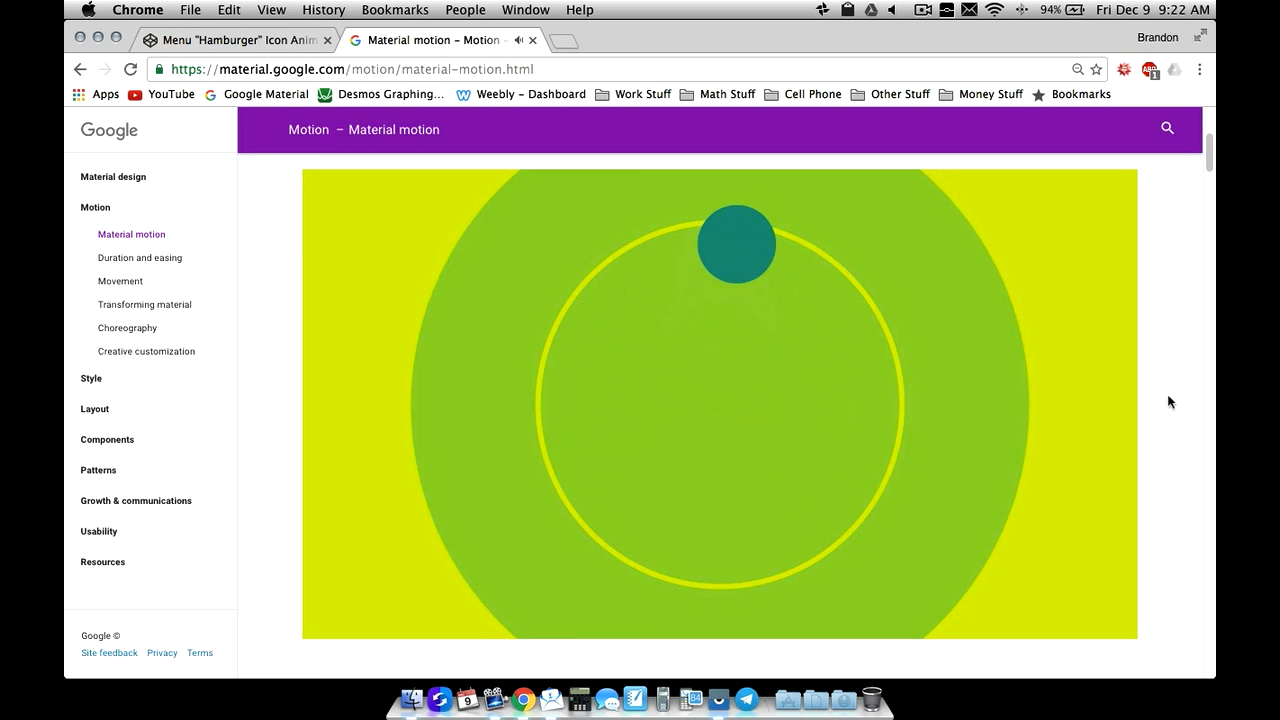 Chrome File Edit View History Bookmarks People Window Help 94% Fri Dec 9 9:22 AM
Menu "Hamburger" Icon Anim Material motion – Motion - Brandon
https://material.google.com/motion/material-motion.html
Apps YouTube Google Material Desmos Graphing... Weebly - Dashboard Work Stuff Math Stuff Cell Phone Other Stuff Money Stuff Bookmarks
Google
Motion – Material motion
Material design
Motion
Material motion
Duration and easing
Movement
Transforming material
Choreography
Creative customization
Style
Layout
Components
Patterns
Growth & communications
Usability
Resources
Google ©
Site feedback Privacy Terms